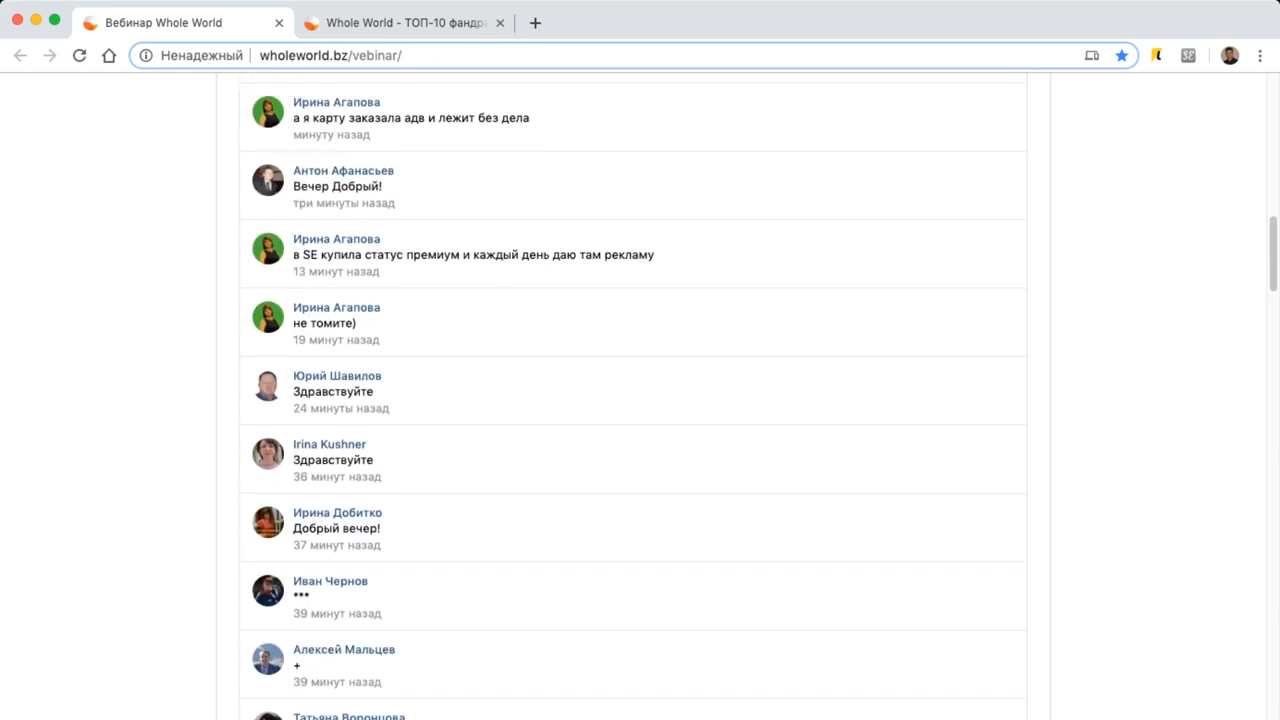 Вебинар Whole World
Whole World - ТОП-10 фандра
Ненадежный
wholeworld.bz/vebinar/
Ирина Агапова
а я карту заказала адв и лежит без дела
минуту назад
Антон Афанасьев
Вечер Добрый!
три минуты назад
Ирина Агапова
в SE купила статус премиум и каждый день даю там рекламу
13 минут назад
Ирина Агапова
не томите)
19 минут назад
Юрий Шавилов
Здравствуйте
24 минуты назад
Irina Kushner
Здравствуйте
36 минут назад
Ирина Добитко
Добрый вечер!
37 минут назад
Иван Чернов
***
39 минут назад
Алексей Мальцев
+
39 минут назад
Татьяна Воронцова